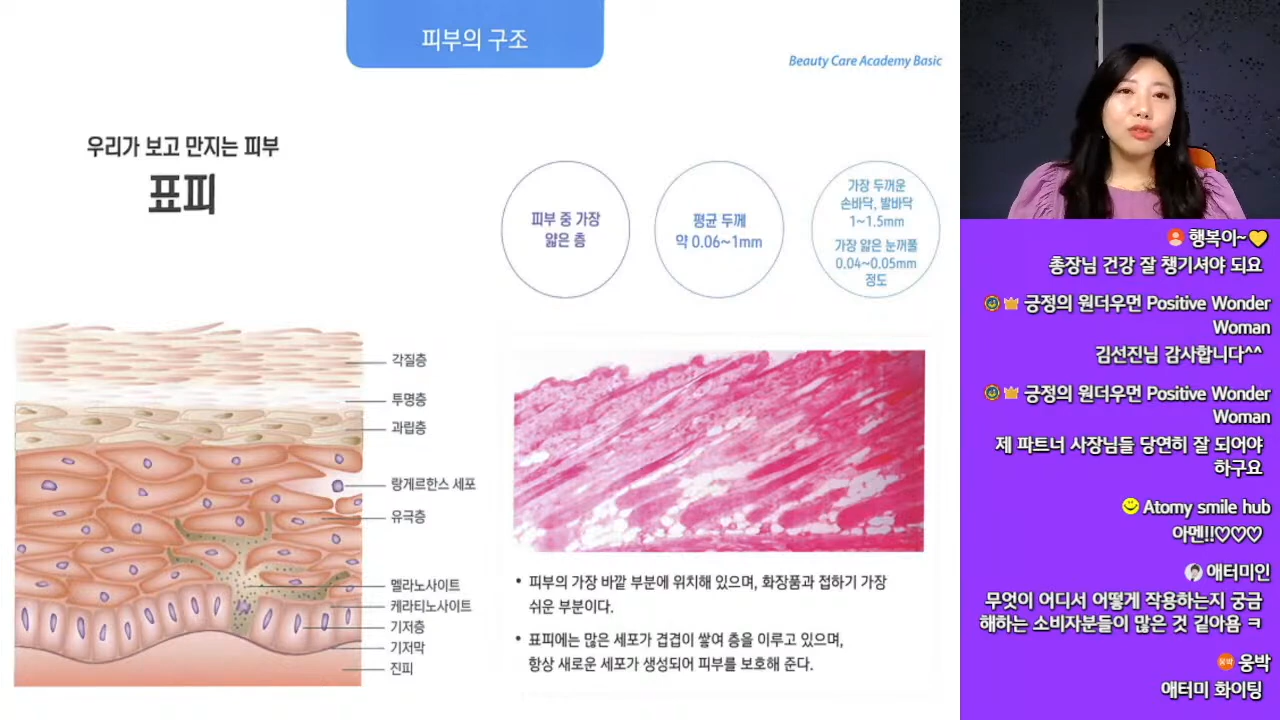 피부의 구조
Beauty Care Academy Basic
우리가 보고 만지는 피부
표피
피부 중 가장
얇은 층
평균 두께
약 0.06~1mm
가장 두꺼운
손바닥, 발바닥
1~1.5mm
가장 얇은 눈꺼풀
0.04~0.05mm
정도
각질층
투명층
과립층
랑게르한스 세포
유극층
멜라노사이트
케라티노사이트
기저층
기저막
진피
• 피부의 가장 바깥 부분에 위치해 있으며, 화장품과 접하기 가장
쉬운 부분이다.
• 표피에는 많은 세포가 겹겹이 쌓여 층을 이루고 있으며,
항상 새로운 세포가 생성되어 피부를 보호해 준다.
행복이~💛
총장님 건강 잘 챙기셔야 되요
긍정의 원더우먼 Positive Wonder
Woman
김선진님 감사합니다^^
긍정의 원더우먼 Positive Wonder
Woman
제 파트너 사장님들 당연히 잘 되어야
하구요
Atomy smile hub
아멘!!♡♡♡
애터미인
무엇이 어디서 어떻게 작용하는지 궁금
해하는 소비자분들이 많은 것 같아욤 ㅋ
웅박
웅박
애터미 화이팅